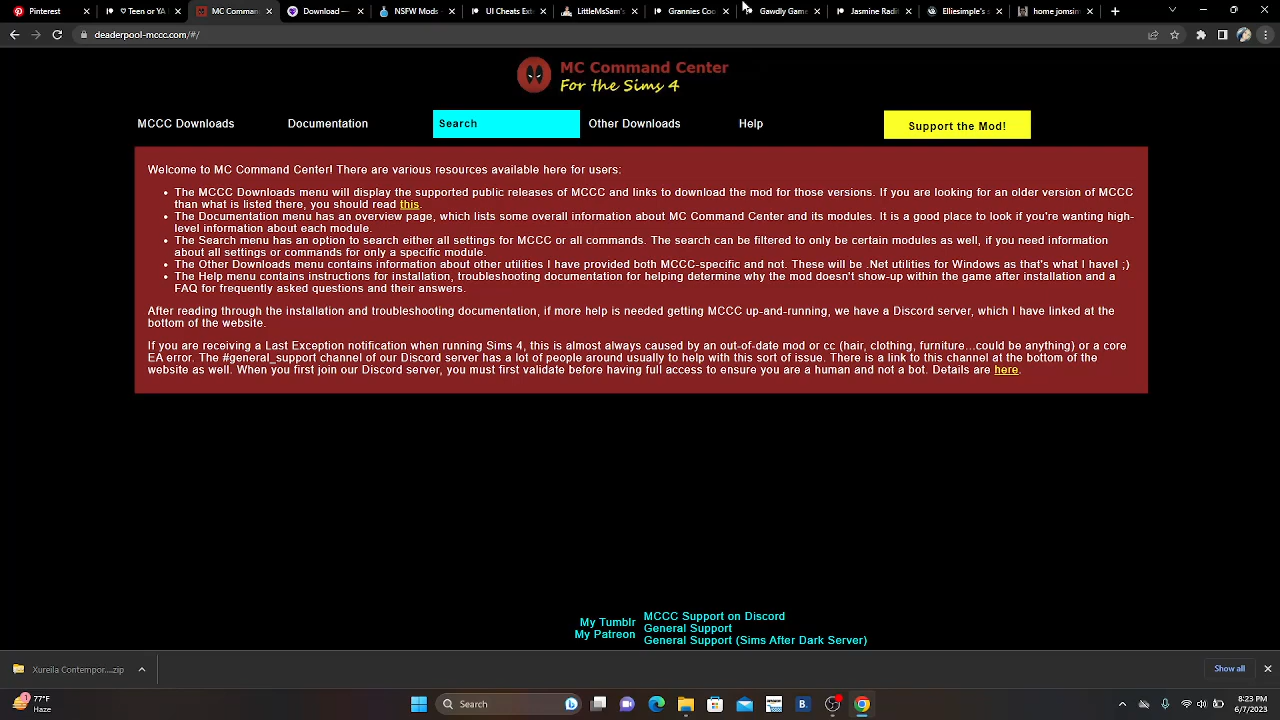 Pinterest
♡ Teen or YA
MC Comman
Download —
NSFW Mods
UI Cheats Ext
LittleMsSam's
Grannies Coo
Gawdly Game
Jasmine Radit
Elliesimple's
home jomsim
deaderpool-mccc.com/#/
MC Command Center
For the Sims 4
MCCC Downloads
Documentation
Search
Other Downloads
Help
Support the Mod!
Welcome to MC Command Center! There are various resources available here for users:
• The MCCC Downloads menu will display the supported public releases of MCCC and links to download the mod for those versions. If you are looking for an older version of MCCC
than what is listed there, you should read this.
• The Documentation menu has an overview page, which lists some overall information about MC Command Center and its modules. It is a good place to look if you're wanting high-
level information about each module.
• The Search menu has an option to search either all settings for MCCC or all commands. The search can be filtered to only be certain modules as well, if you need information
about all settings or commands for only a specific module.
• The Other Downloads menu contains information about other utilities I have provided both MCCC-specific and not. These will be .Net utilities for Windows as that's what I have! ;)
• The Help menu contains instructions for installation, troubleshooting documentation for helping determine why the mod doesn't show-up within the game after installation and a
FAQ for frequently asked questions and their answers.
After reading through the installation and troubleshooting documentation, if more help is needed getting MCCC up-and-running, we have a Discord server, which I have linked at the
bottom of the website.
If you are receiving a Last Exception notification when running Sims 4, this is almost always caused by an out-of-date mod or cc (hair, clothing, furniture...could be anything) or a core
EA error. The #general_support channel of our Discord server has a lot of people around usually to help with this sort of issue. There is a link to this channel at the bottom of the
website as well. When you first join our Discord server, you must first validate before having full access to ensure you are a human and not a bot. Details are here.
My Tumblr
My Patreon
MCCC Support on Discord
General Support
General Support (Sims After Dark Server)
Xureila Contempor....zip
Show all
77°F
Haze
Search
8:23 PM
6/7/2023